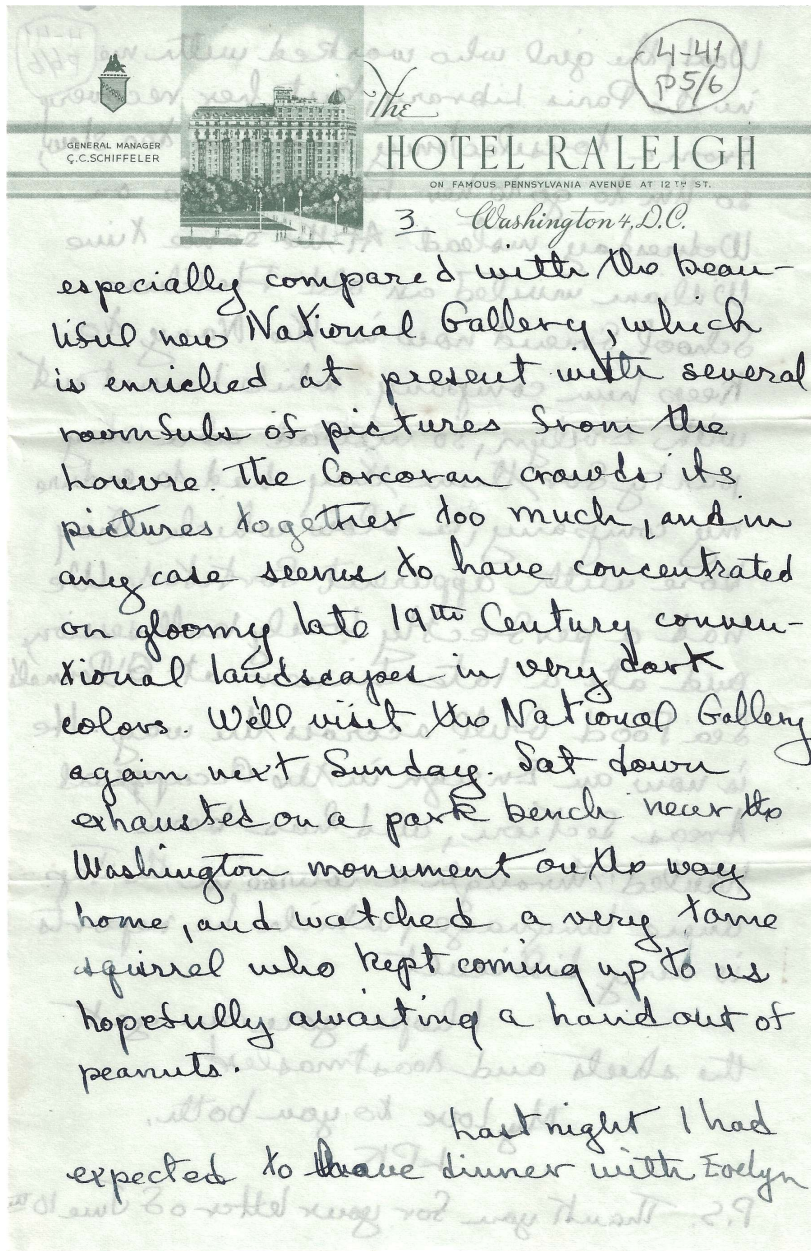 4-41
p5/6
The
HOTEL RALEIGH
GENERAL MANAGER
C.C.SCHIFFELER
ON FAMOUS PENNSYLVANIA AVENUE AT 12TH ST.
3 Washington 4, D.C.
especially compared with the beau-
tiful new National Gallery, which
is enriched at present with several
roomfuls of pictures from the
Louvre. The Corcoran crowds its
pictures together too much, and in
any case seems to have concentrated
on gloomy late 19th Century conven-
tional landscapes in very dark
colors. We'll visit the National Gallery
again next Sunday. Sat down
exhausted on a park bench near the
Washington monument on the way
home, and watched a very tame
squirrel who kept coming up to us
hopefully awaiting a hand out of
peanuts.
Last night I had
expected to have dinner with Evelyn